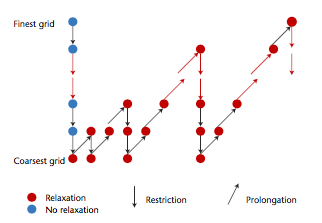 Finest grid
Coarsest grid
Relaxation
No relaxation
Restriction
Prolongation